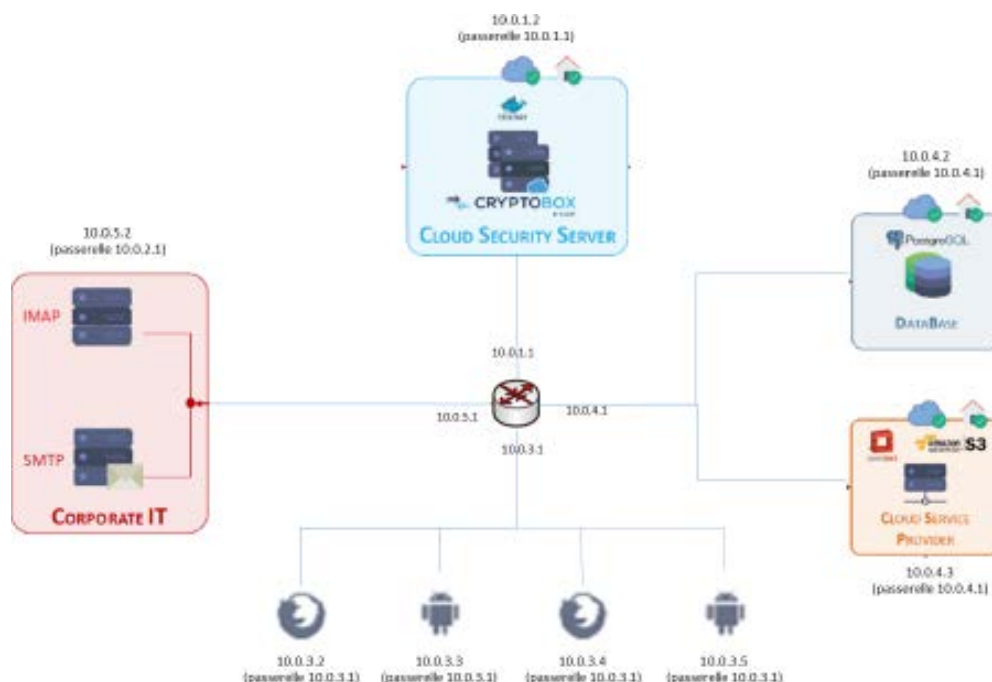 10.0.1.2
(passerelle 10.0.1.1)
CRYPTOBOX
CLOUD SECURITY SERVER
10.0.4.2
(passerelle 10.0.4.1)
PostgreSQL
DATABASE
10.0.5.2
(passerelle 10.0.2.1)
IMAP
SMTP
CORPORATE IT
10.0.1.1
10.0.5.1
10.0.4.1
10.0.3.1
amazon
S3
CLOUD SERVICE
PROVIDER
10.0.4.3
(passerelle 10.0.4.1)
10.0.3.2
(passerelle 10.0.3.1)
10.0.3.3
(passerelle 10.0.3.1)
10.0.3.4
(passerelle 10.0.3.1)
10.0.3.5
(passerelle 10.0.3.1)